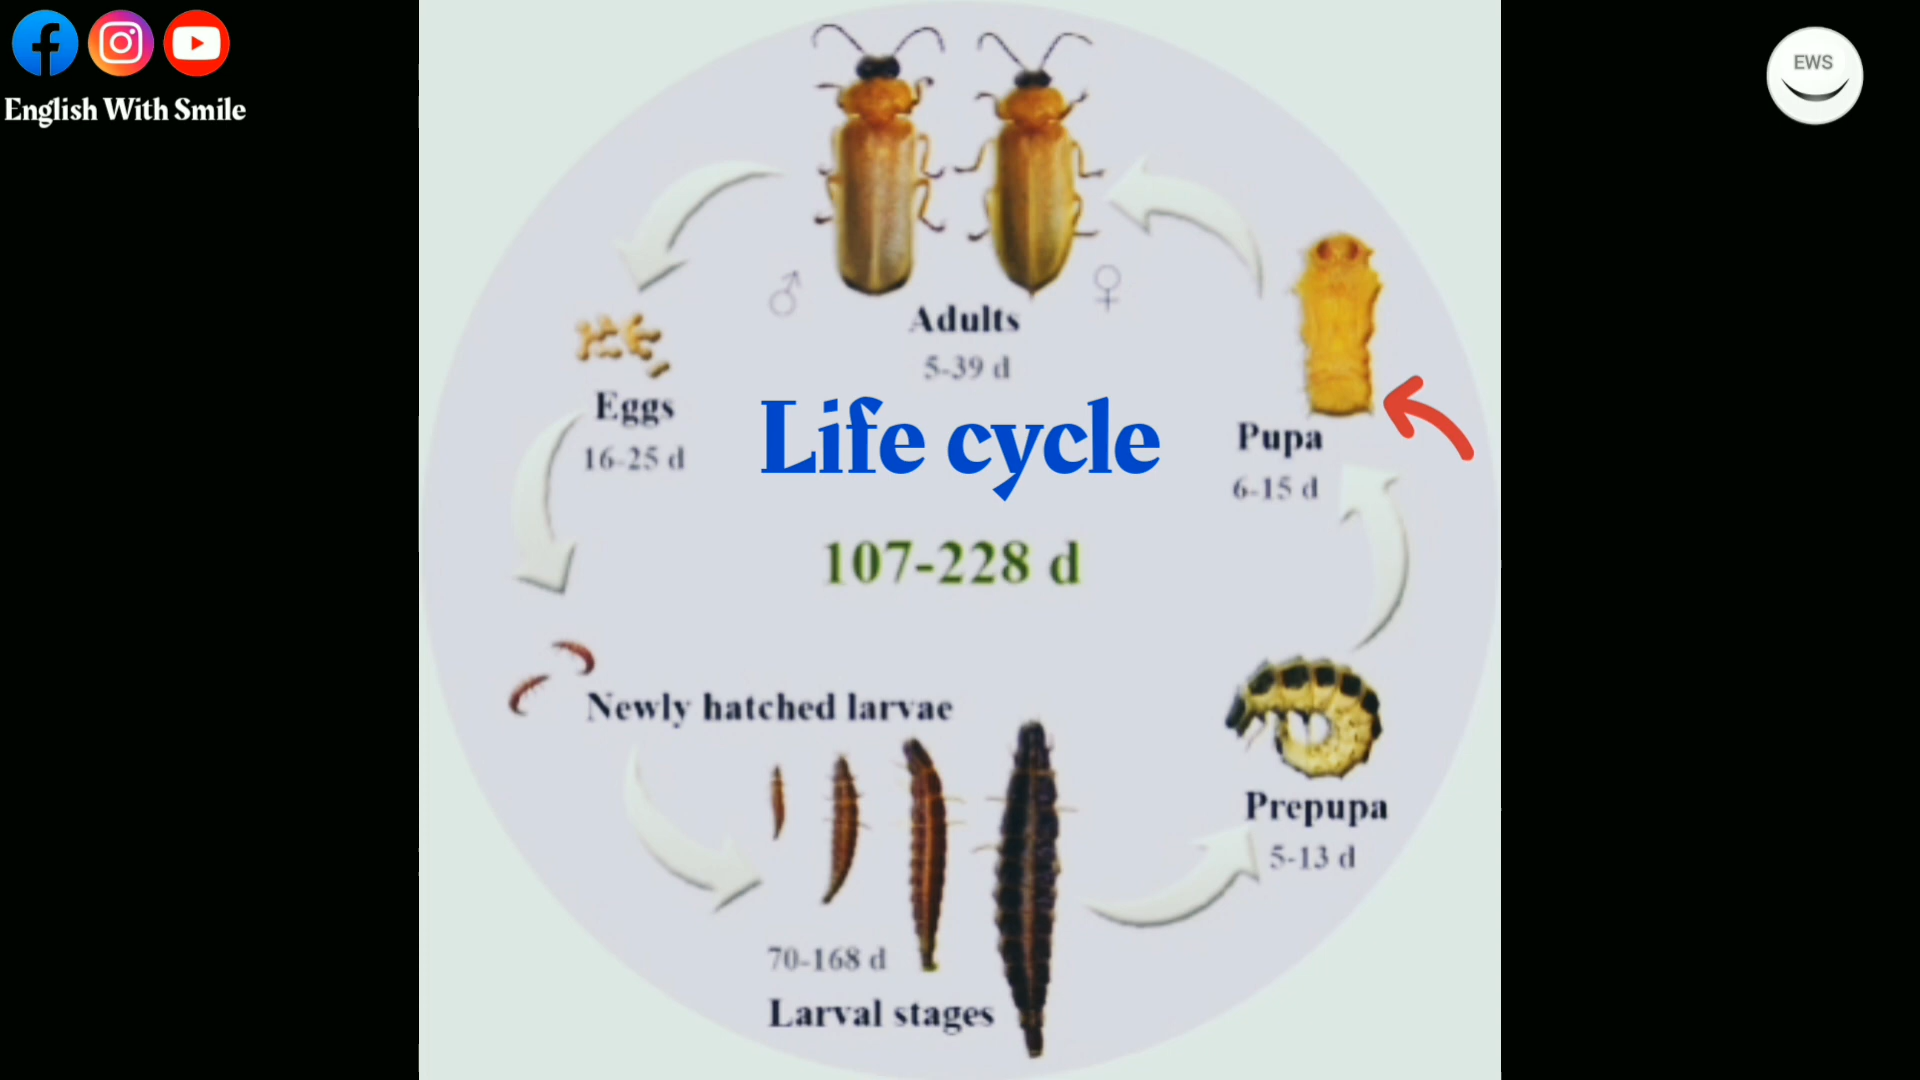 English With Smile
EWS
♂
♀
Adults
5-39 d
Eggs
16-25 d
Life cycle
107-228 d
Pupa
6-15 d
Newly hatched larvae
Prepupa
5-13 d
70-168 d
Larval stages